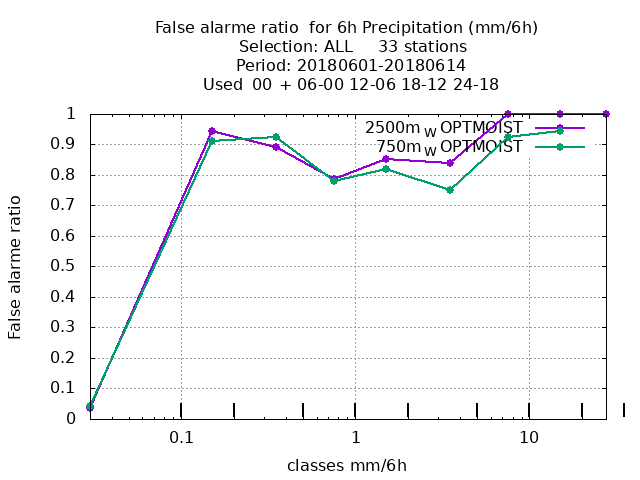 False alarme ratio  for 6h Precipitation (mm/6h)
Selection: ALL     33 stations
Period: 20180601-20180614
Used  00  + 06-00 12-06 18-12 24-18
2500m W OPTMOIST
750m W OPTMOIST
1
0.9
0.8
0.7
0.6
0.5
0.4
0.3
0.2
0.1
0
False alarme ratio
0.1 1 10
classes mm/6h